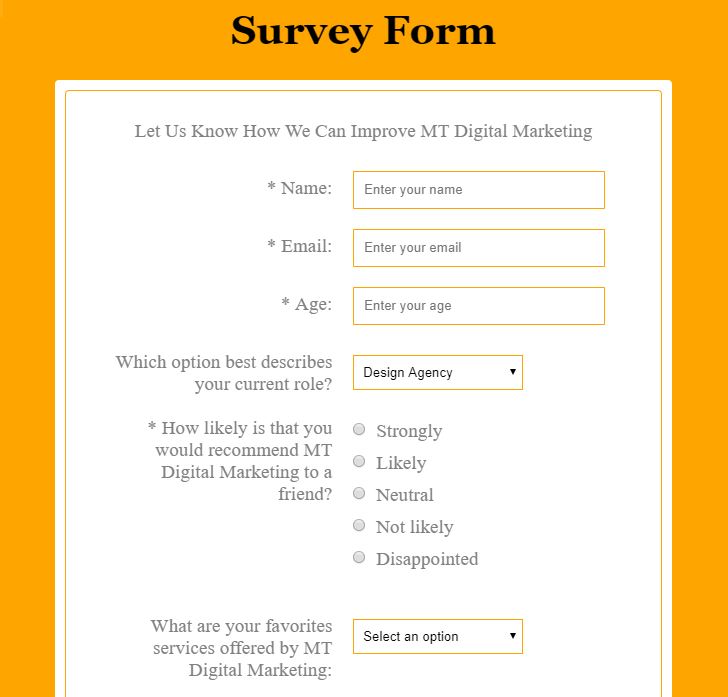 Survey Form
Let Us Know How We Can Improve MT Digital Marketing
* Name:
Enter your name
* Email:
Enter your email
* Age:
Enter your age
Which option best describes
your current role?
Design Agency
* How likely is that you
would recommend MT
Digital Marketing to a
friend?
Strongly
Likely
Neutral
Not likely
Disappointed
What are your favorites
services offered by MT
Digital Marketing:
Select an option